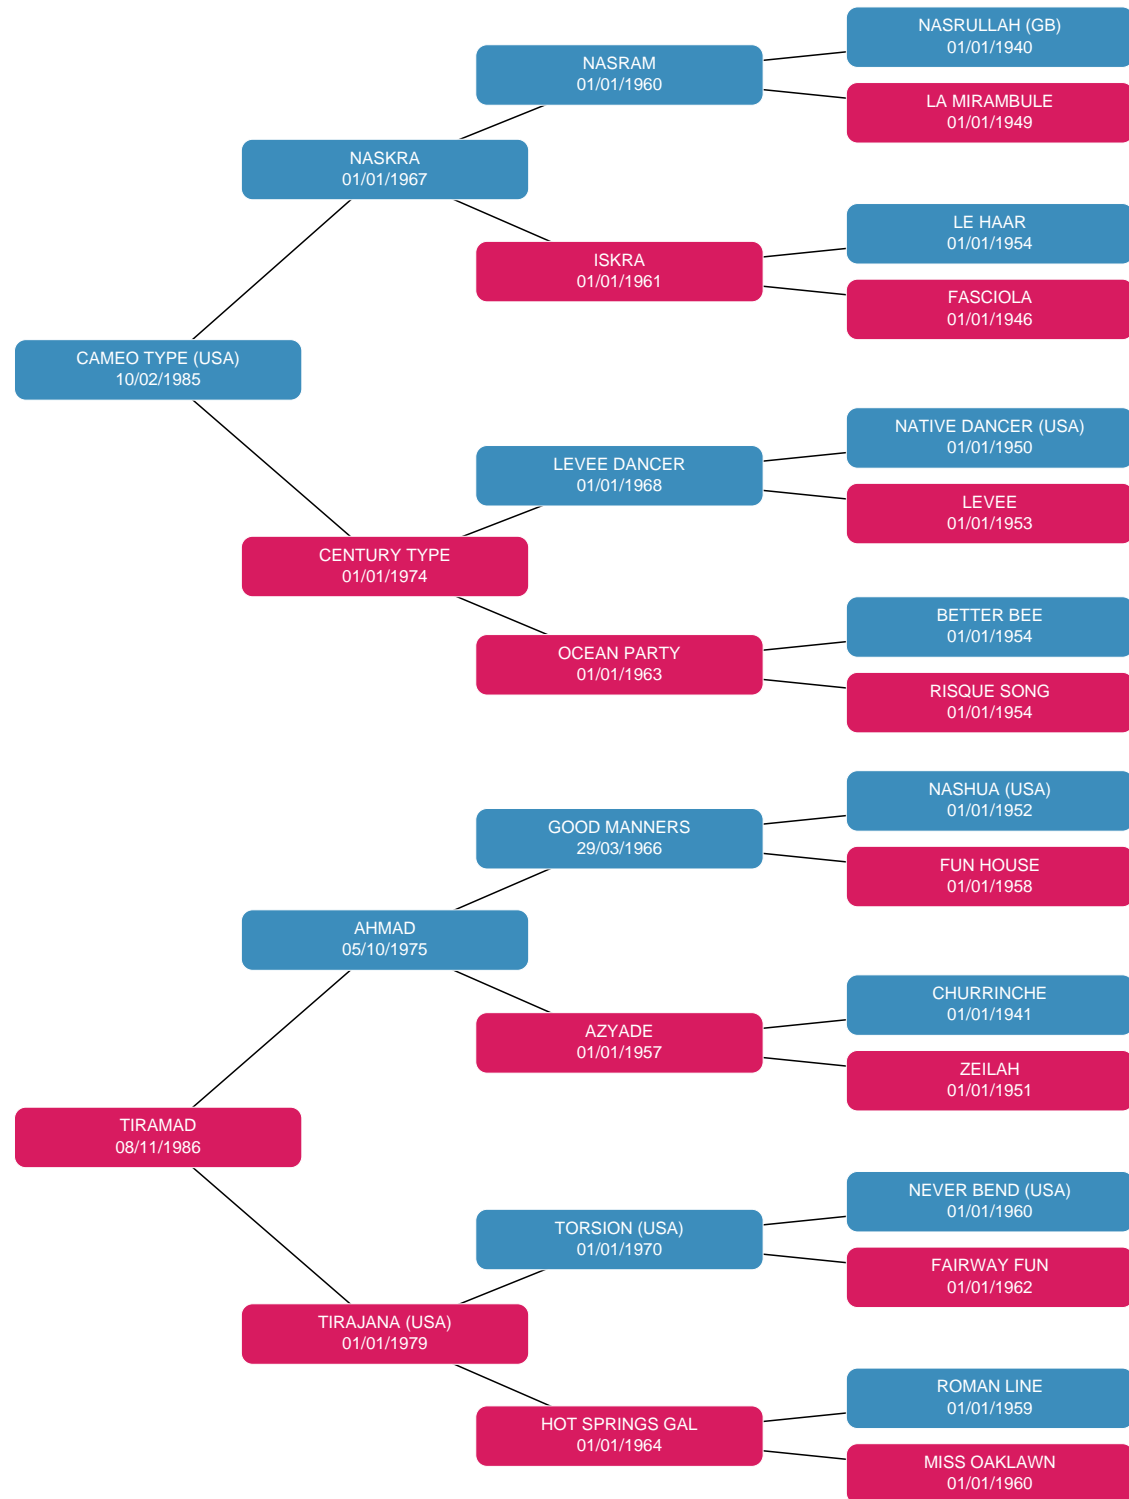 NASRULLAH (GB)
01/01/1940
NASRAM
01/01/1960
LA MIRAMBULE
01/01/1949
NASKRA
01/01/1967
LE HAAR
01/01/1954
ISKRA
01/01/1961
FASCIOLA
01/01/1946
CAMEO TYPE (USA)
10/02/1985
NATIVE DANCER (USA)
01/01/1950
LEVEE DANCER
01/01/1968
LEVEE
01/01/1953
CENTURY TYPE
01/01/1974
BETTER BEE
01/01/1954
OCEAN PARTY
01/01/1963
RISQUE SONG
01/01/1954
NASHUA (USA)
01/01/1952
GOOD MANNERS
29/03/1966
FUN HOUSE
01/01/1958
AHMAD
05/10/1975
CHURRINCHE
01/01/1941
AZYADE
01/01/1957
ZEILAH
01/01/1951
TIRAMAD
08/11/1986
NEVER BEND (USA)
01/01/1960
TORSION (USA)
01/01/1970
FAIRWAY FUN
01/01/1962
TIRAJANA (USA)
01/01/1979
ROMAN LINE
01/01/1959
HOT SPRINGS GAL
01/01/1964
MISS OAKLAWN
01/01/1960